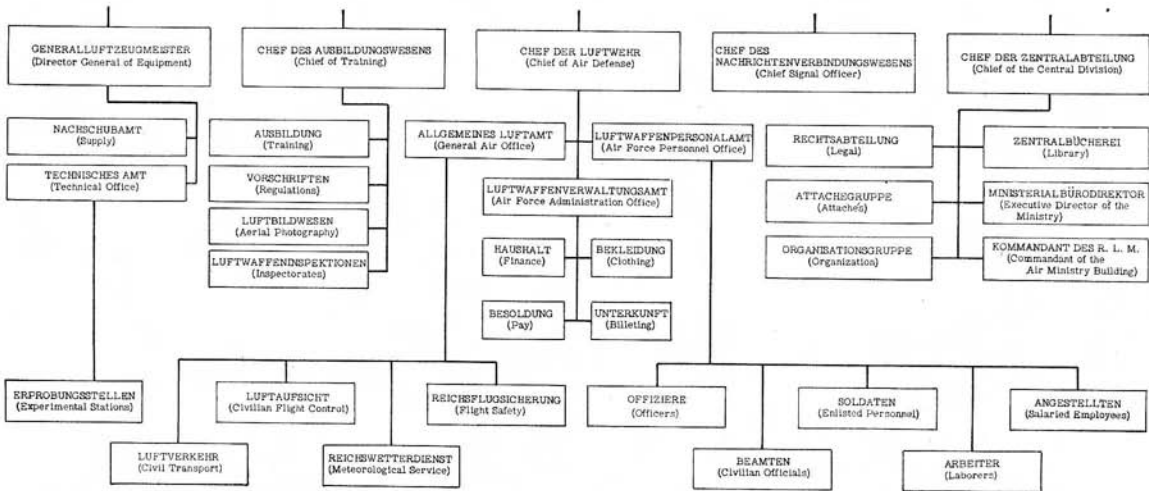 GENERALLUFTZEUGMEISTER
(Director General of Equipment)
CHEF DES AUSBILDUNGSWESENS
(Chief of Training)
CHEF DER LUFTWEHR
(Chief of Air Defense)
CHEF DES
NACHRICHTENVERBINDUNGSWESENS
(Chief Signal Officer)
CHEF DER ZENTRALABTEILUNG
(Chief of the Central Division)
NACHSCHUBAMT
(Supply)
TECHNISCHES AMT
(Technical Office)
AUSBILDUNG
(Training)
VORSCHRIFTEN
(Regulations)
LUFTBILDWESEN
(Aerial Photography)
LUFTWAFFENINSPEKTIONEN
(Inspectorates)
ALLGEMEINES LUFTAMT
(General Air Office)
LUFTWAFFENPERSONALAMT
(Air Force Personnel Office)
LUFTWAFFENVERWALTUNGSAMT
(Air Force Administration Office)
HAUSHALT
(Finance)
BEKLEIDUNG
(Clothing)
BESOLDUNG
(Pay)
UNTERKUNFT
(Billeting)
RECHTSABTEILUNG
(Legal)
ZENTRALBÜCHEREI
(Library)
ATTACHEGRUPPE
(Attachés)
MINISTERIALBÜRODIREKTOR
(Executive Director of the
Ministry)
ORGANISATIONSGRUPPE
(Organization)
KOMMANDANT DES R. L. M.
(Commandant of the
Air Ministry Building)
ERPROBUNGSSTELLEN
(Experimental Stations)
LUFTAUFSICHT
(Civilian Flight Control)
REICHSFLUGSICHERUNG
(Flight Safety)
LUFTVERKEHR
(Civil Transport)
REICHSWETTERDIENST
(Meteorological Service)
OFFIZIERE
(Officers)
SOLDATEN
(Enlisted Personnel)
ANGESTELLTEN
(Salaried Employees)
BEAMTEN
(Civilian Officials)
ARBEITER
(Laborers)